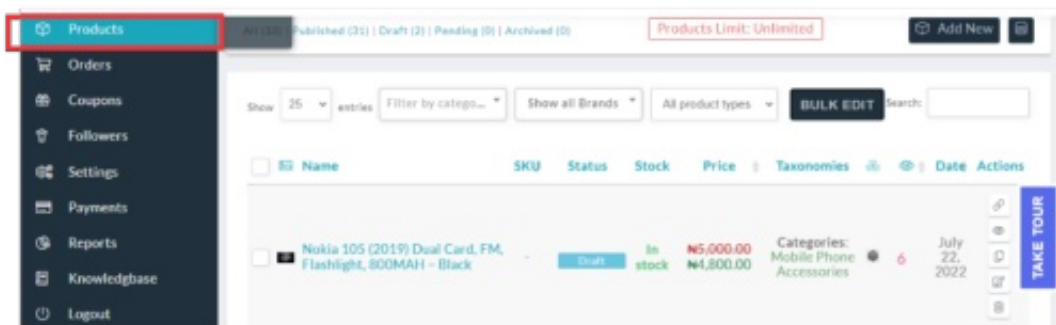 Products
Orders
Coupons
Followers
Settings
Payments
Reports
Knowledgbase
Logout
Published (31) | Draft (2) | Pending (0) | Archived (0)
Products Limit: Unlimited
Add New
Show 25 entries
Filter by catego...
Show all Brands
All product types
BULK EDIT
Search:
Name SKU Status Stock Price Taxonomies Date Actions
Nokia 105 (2019) Dual Card, FM,
Flashlight, 800MAH – Black
-
Draft
In
stock
₦5,000.00
₦4,800.00
Categories:
Mobile Phone
Accessories
6
July
22,
2022
TAKE TOUR